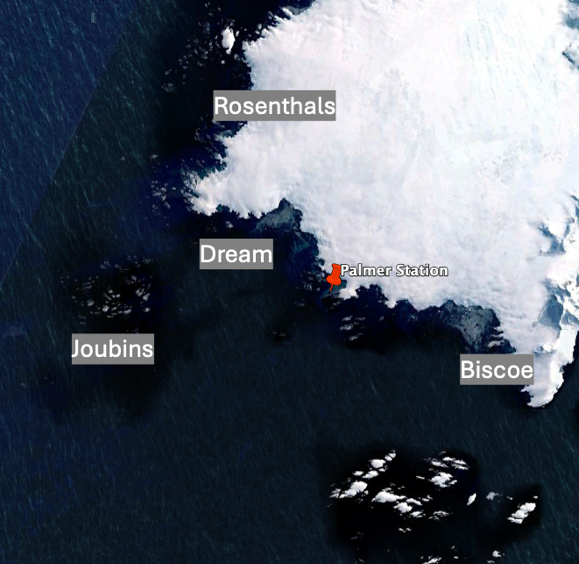 Rosenthals
Dream
Palmer Station
Joubins
Biscoe